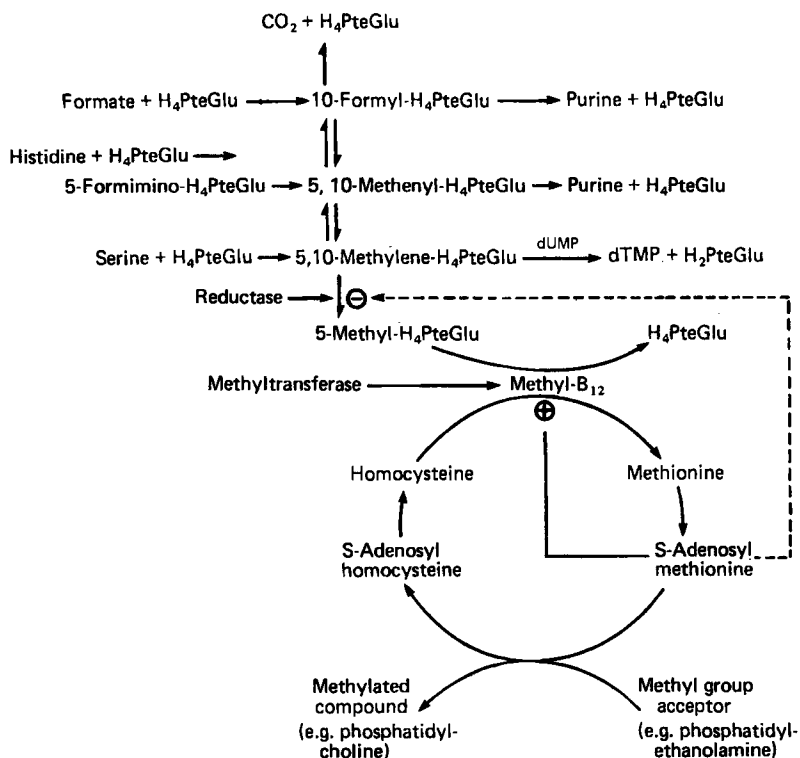 CO₂ + H₄PteGlu
Formate + H₄PteGlu
10-Formyl-H₄PteGlu
Purine + H₄PteGlu
Histidine + H₄PteGlu
5-Formimino-H₄PteGlu
5, 10-Methenyl-H₄PteGlu
Purine + H₄PteGlu
Serine + H₄PteGlu
5,10-Methylene-H₄PteGlu
dUMP
dTMP + H₂PteGlu
Reductase
⊖
5-Methyl-H₄PteGlu
H₄PteGlu
Methyltransferase
Methyl-B₁₂
⊕
Homocysteine
Methionine
S-Adenosyl
homocysteine
S-Adenosyl
methionine
Methylated
compound
(e.g. phosphatidyl-
choline)
Methyl group
acceptor
(e.g. phosphatidyl-
ethanolamine)